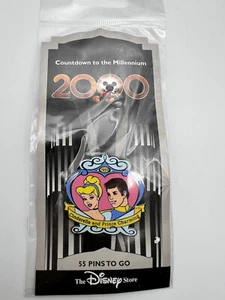 Countdown to the Millennium
2000
Cinderella and Prince Charming
55 PINS TO GO
The Disney Store